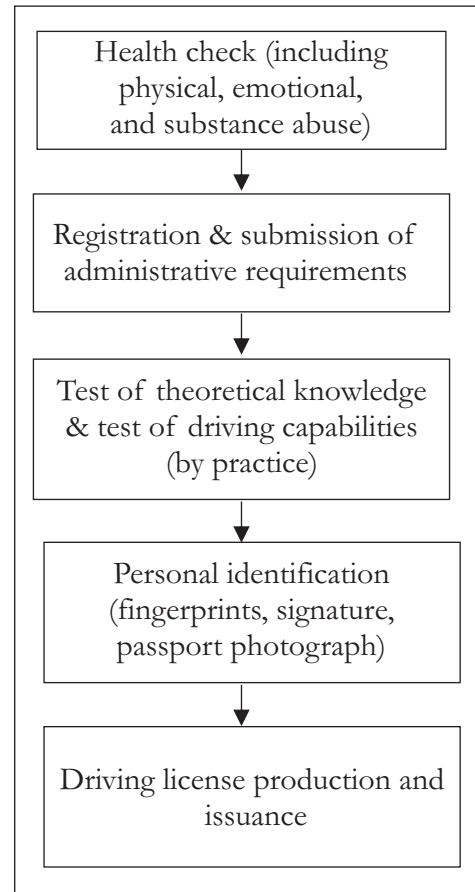 Health check (including
physical, emotional,
and substance abuse)
Registration & submission of
administrative requirements
Test of theoretical knowledge
& test of driving capabilities
(by practice)
Personal identification
(fingerprints, signature,
passport photograph)
Driving license production and
issuance